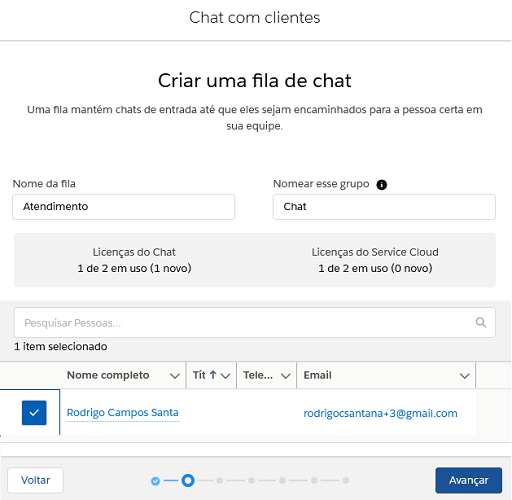 Chat com clientes
Criar uma fila de chat
Uma fila mantém chats de entrada até que eles sejam encaminhados para a pessoa certa em
sua equipe.
Nome da fila
Nomear esse grupo
Atendimento
Chat
Licenças do Chat
Licenças do Service Cloud
1 de 2 em uso (1 novo)
1 de 2 em uso (0 novo)
Pesquisar Pessoas...
1 item selecionado
Nome completo
Tít
Tele...
Email
Rodrigo Campos Santa
rodrigocsantana+3@gmail.com
Voltar
Avançar